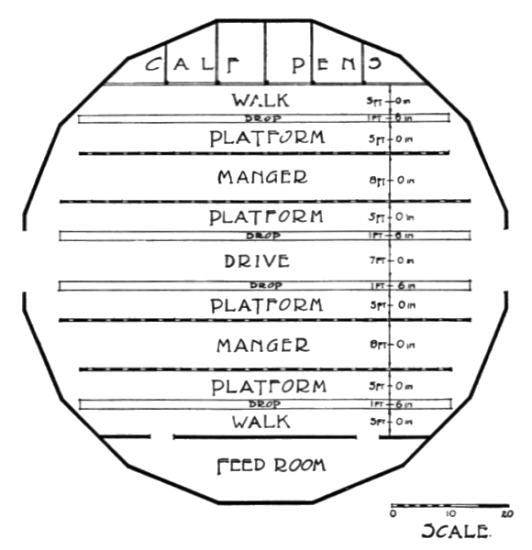 CALF PENS
WALK 5FT 0IN
DROP 1FT 6IN
PLATFORM 5FT 0IN
MANGER 8FT 0IN
PLATFORM 5FT 0IN
DROP 1FT 6IN
DRIVE 7FT 0IN
DROP 1FT 6IN
PLATFORM 5FT 0IN
MANGER 8FT 0IN
PLATFORM 5FT 0IN
DROP 1FT 6IN
WALK 5FT 0IN
FEED ROOM
0 10 20
SCALE.